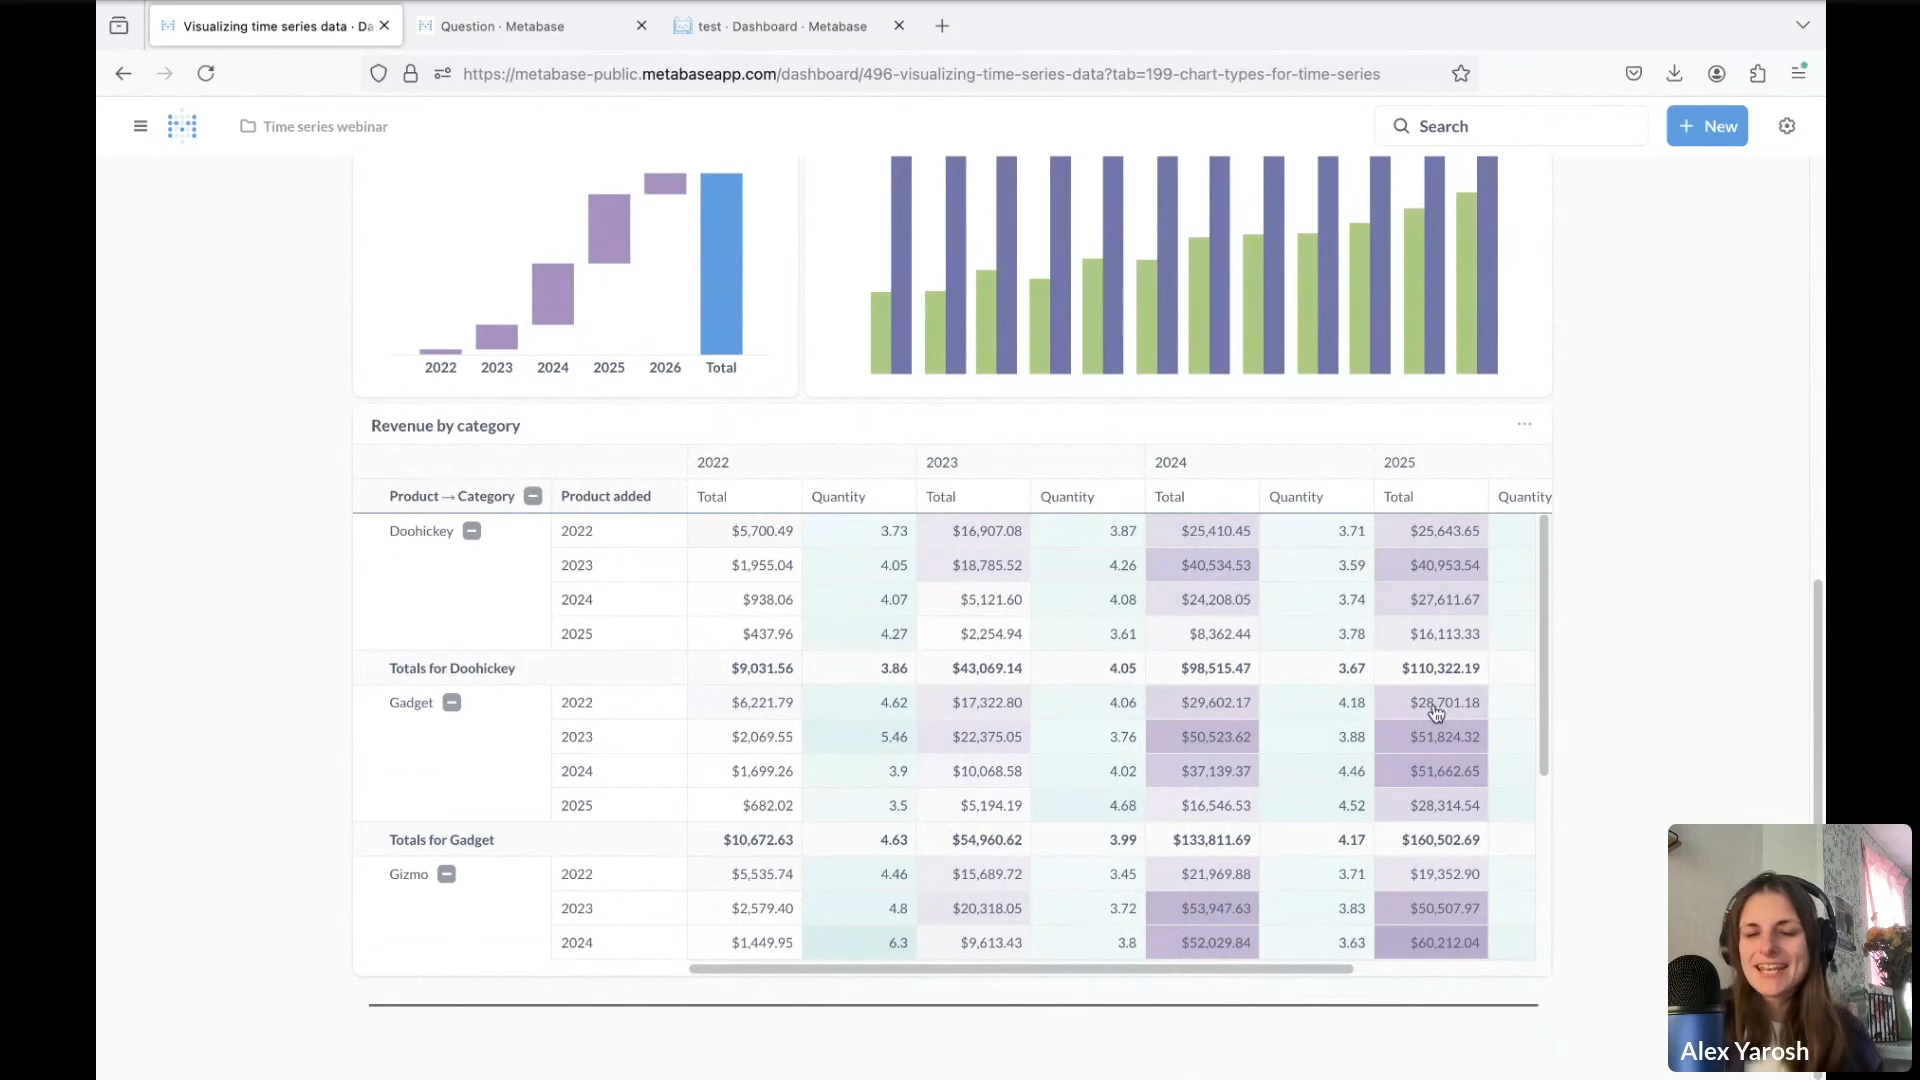 Visualizing time series data · Da
Question · Metabase
test · Dashboard · Metabase
https://metabase-public.metabaseapp.com/dashboard/496-visualizing-time-series-data?tab=199-chart-types-for-time-series
Time series webinar
Search
+ New
2022 2023 2024 2025 2026 Total
Revenue by category
2022 2023 2024 2025
Product → Category Product added Total Quantity Total Quantity Total Quantity Total Quantity
Doohickey 2022 $5,700.49 3.73 $16,907.08 3.87 $25,410.45 3.71 $25,643.65
2023 $1,955.04 4.05 $18,785.52 4.26 $40,534.53 3.59 $40,953.54
2024 $938.06 4.07 $5,121.60 4.08 $24,208.05 3.74 $27,611.67
2025 $437.96 4.27 $2,254.94 3.61 $8,362.44 3.78 $16,113.33
Totals for Doohickey $9,031.56 3.86 $43,069.14 4.05 $98,515.47 3.67 $110,322.19
Gadget 2022 $6,221.79 4.62 $17,322.80 4.06 $29,602.17 4.18 $28,701.18
2023 $2,069.55 5.46 $22,375.05 3.76 $50,523.62 3.88 $51,824.32
2024 $1,699.26 3.9 $10,068.58 4.02 $37,139.37 4.46 $51,662.65
2025 $682.02 3.5 $5,194.19 4.68 $16,546.53 4.52 $28,314.54
Totals for Gadget $10,672.63 4.63 $54,960.62 3.99 $133,811.69 4.17 $160,502.69
Gizmo 2022 $5,535.74 4.46 $15,689.72 3.45 $21,969.88 3.71 $19,352.90
2023 $2,579.40 4.8 $20,318.05 3.72 $53,947.63 3.83 $50,507.97
2024 $1,449.95 6.3 $9,613.43 3.8 $52,029.84 3.63 $60,212.04
Alex Yarosh